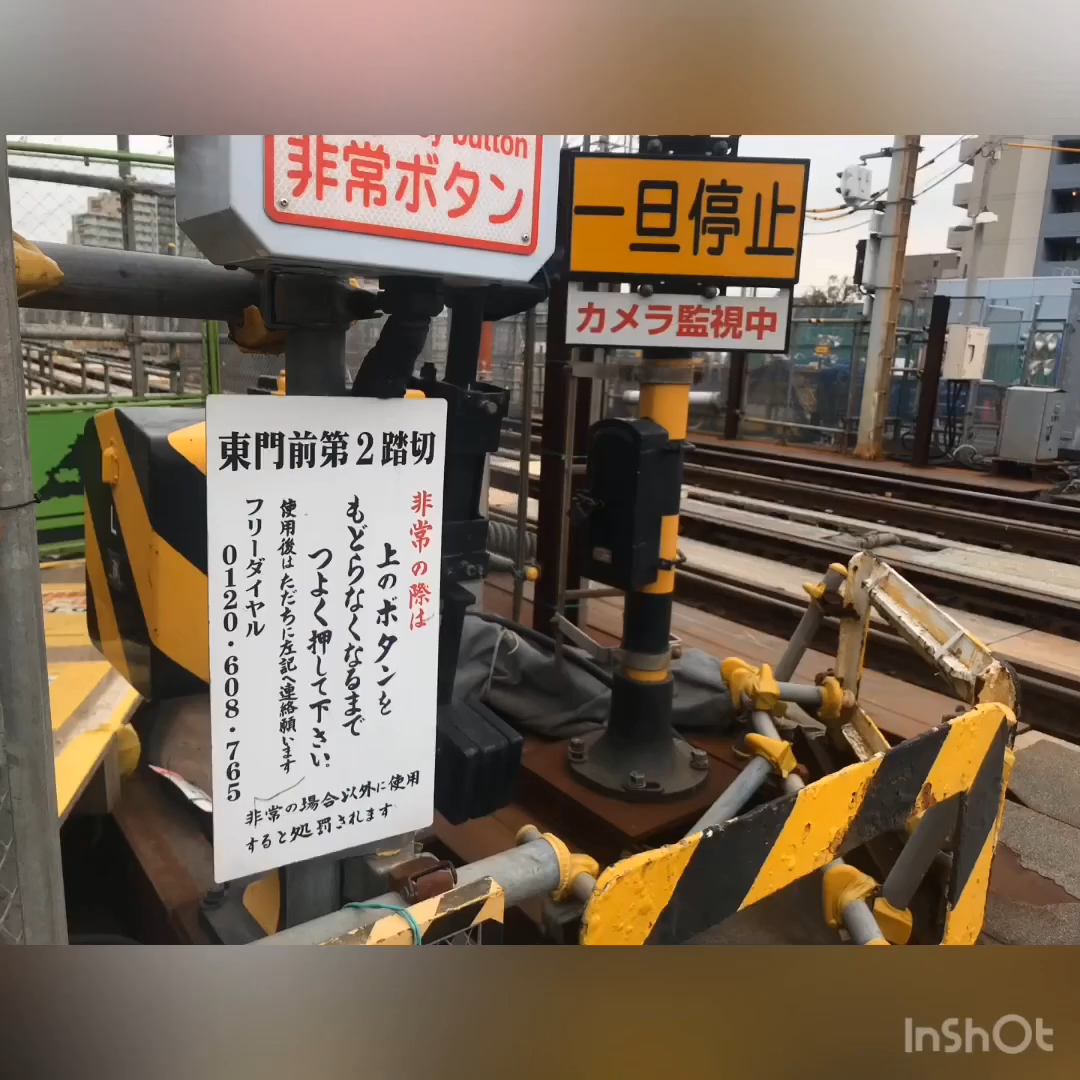 button
非常ボタン
一旦停止
カメラ監視中
東門前第2踏切
非常の際は
上のボタンを
もどらなくなるまで
つよく押して下さい
使用後はただちに左記へ連絡願います
フリーダイヤル
0120・608・765
非常の場合以外に使用
すると処罰されます
InShOt